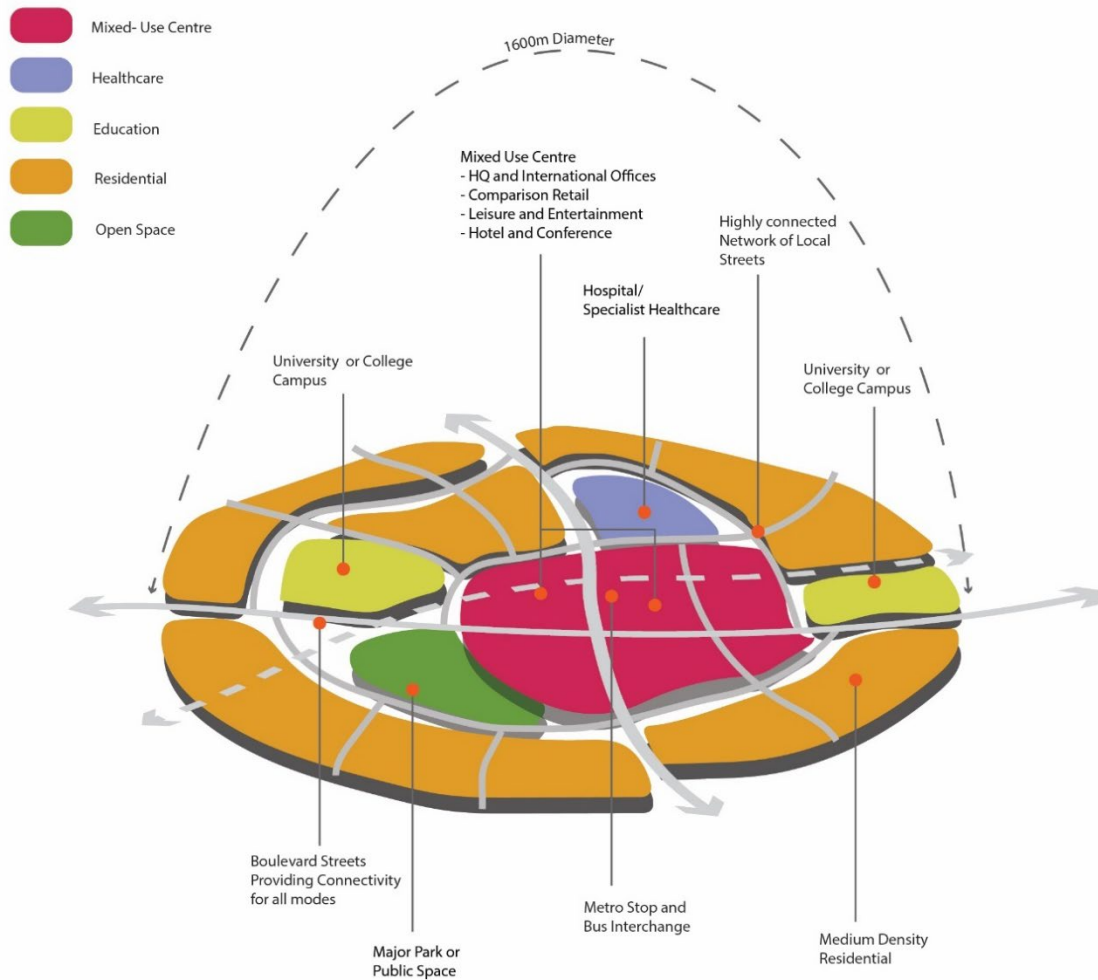 Mixed- Use Centre
Healthcare
Education
Residential
Open Space
1600m Diameter
Mixed Use Centre
- HQ and International Offices
- Comparison Retail
- Leisure and Entertainment
- Hotel and Conference
Highly connected
Network of Local
Streets
Hospital/
Specialist Healthcare
University or College
Campus
University or
College Campus
Boulevard Streets
Providing Connectivity
for all modes
Major Park or
Public Space
Metro Stop and
Bus Interchange
Medium Density
Residential